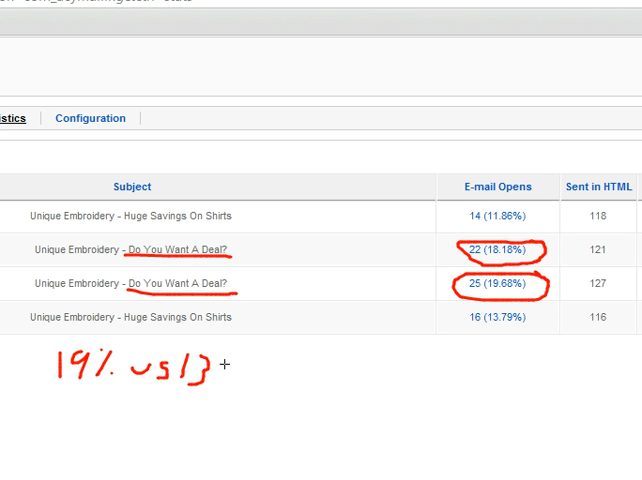 istics Configuration
Subject E-mail Opens Sent in HTML
Unique Embroidery - Huge Savings On Shirts 14 (11.86%) 118
Unique Embroidery - Do You Want A Deal? 22 (18.18%) 121
Unique Embroidery - Do You Want A Deal? 25 (19.68%) 127
Unique Embroidery - Huge Savings On Shirts 16 (13.79%) 116
19% vs 13